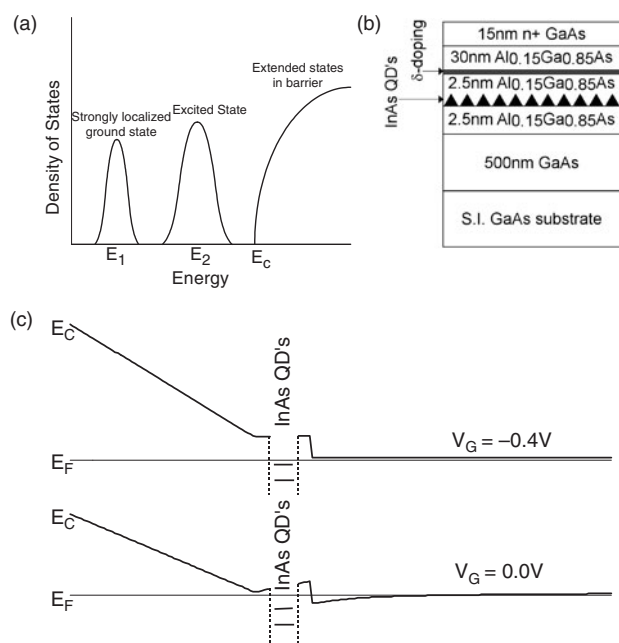 (a)
Density of States
Strongly localized
ground state
Excited State
Extended states
in barrier
E1
E2
Ec
Energy
(b)
InAs QD's
δ-doping
15nm n+ GaAs
30nm Al0.15Ga0.85As
2.5nm Al0.15Ga0.85As
2.5nm Al0.15Ga0.85As
500nm GaAs
S.I. GaAs substrate
(c)
EC
InAs QD's
VG = −0.4V
EF
EC
InAs QD's
VG = 0.0V
EF